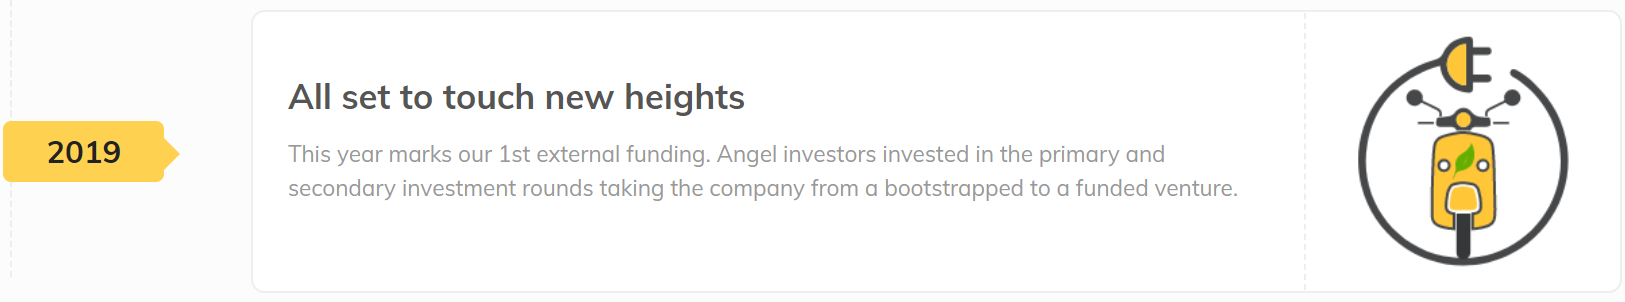 2019
All set to touch new heights
This year marks our 1st external funding. Angel investors invested in the primary and
secondary investment rounds taking the company from a bootstrapped to a funded venture.